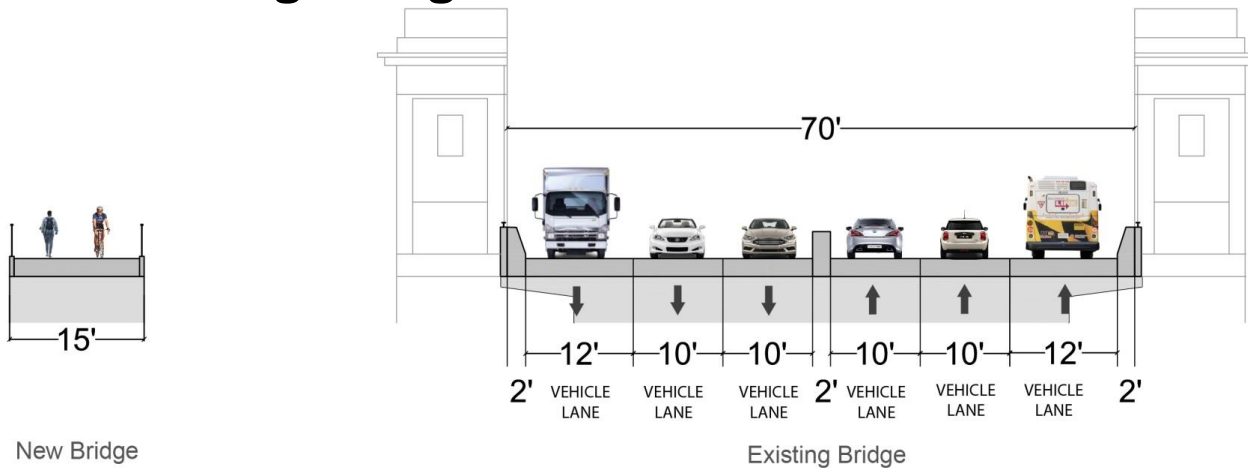 70'
15'
12' 10' 10' 10' 10' 12'
2' VEHICLE LANE VEHICLE LANE VEHICLE LANE 2' VEHICLE LANE VEHICLE LANE VEHICLE LANE 2'
New Bridge
Existing Bridge